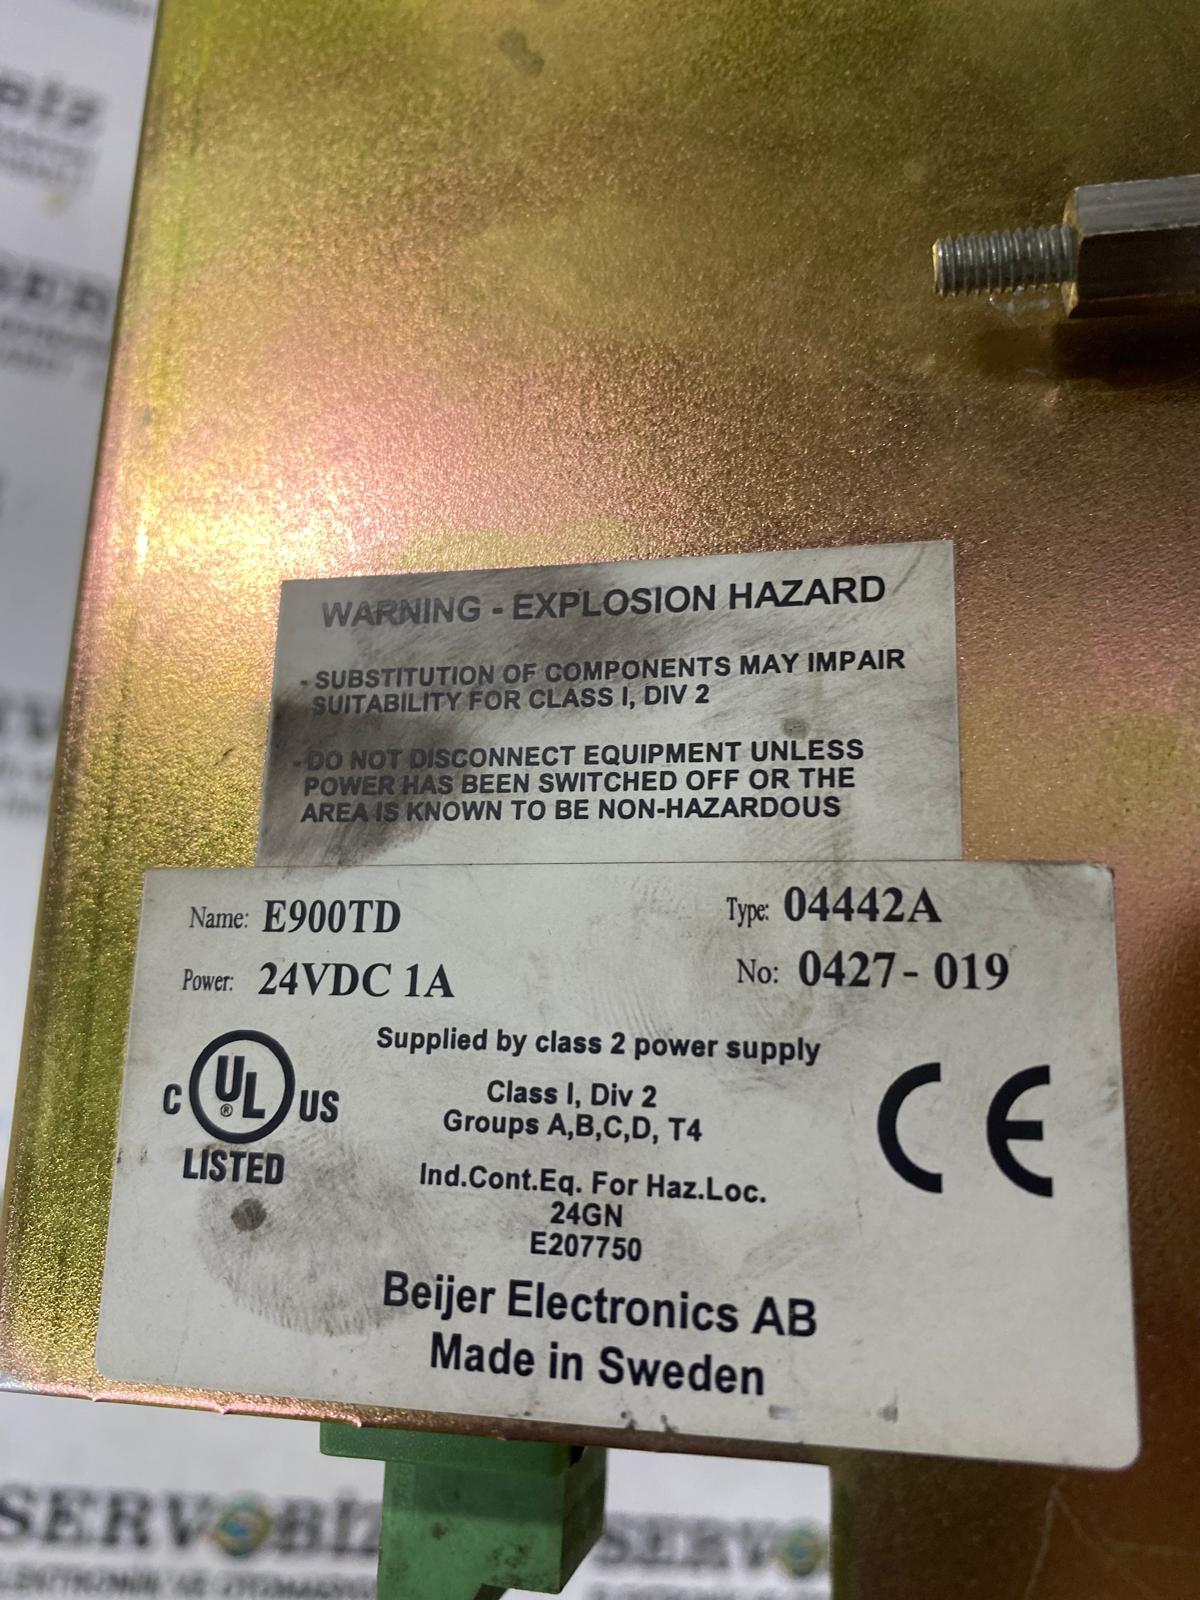 BİZ
SER
WARNING - EXPLOSION HAZARD
- SUBSTITUTION OF COMPONENTS MAY IMPAIR
SUITABILITY FOR CLASS I, DIV 2
- DO NOT DISCONNECT EQUIPMENT UNLESS
POWER HAS BEEN SWITCHED OFF OR THE
AREA IS KNOWN TO BE NON-HAZARDOUS
Name: E900TD Type: 04442A
Power: 24VDC 1A No: 0427-019
Supplied by class 2 power supply
Class I, Div 2
Groups A,B,C,D, T4
C UL ® US
LISTED
CE
Ind.Cont.Eq. For Haz.Loc.
24GN
E207750
Beijer Electronics AB
Made in Sweden
SERVOBİZ
SERVO